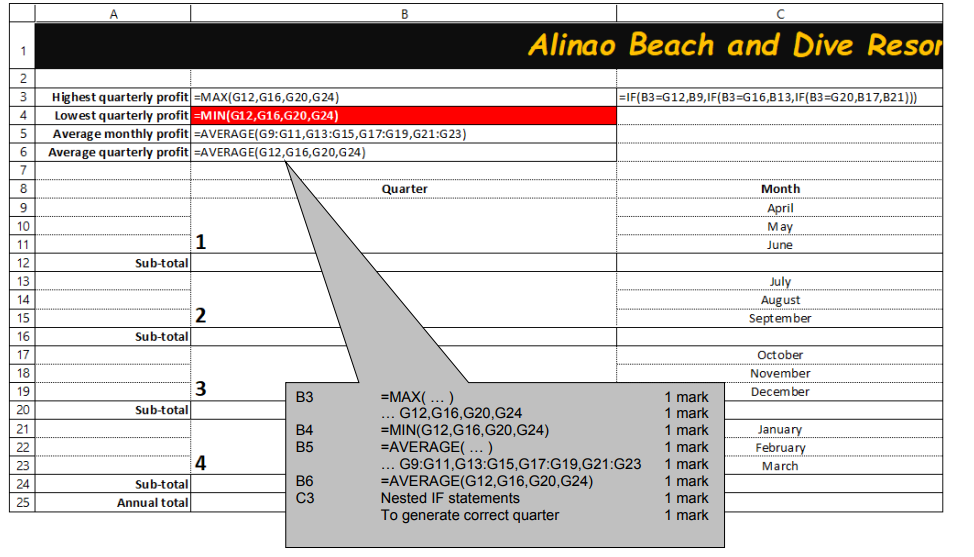 A B C
1 Alinao Beach and Dive Resor
2
3 Highest quarterly profit =MAX(G12,G16,G20,G24) =IF(B3=G12,B9,IF(B3=G16,B13,IF(B3=G20,B17,B21)))
4 Lowest quarterly profit =MIN(G12,G16,G20,G24)
5 Average monthly profit =AVERAGE(G9:G11,G13:G15,G17:G19,G21:G23)
6 Average quarterly profit =AVERAGE(G12,G16,G20,G24)
7
8 Quarter Month
9 April
10 May
11 1 June
12 Sub-total
13 July
14 August
15 2 September
16 Sub-total
17 October
18 November
19 3 December
20 Sub-total
21 January
22 February
23 4 March
24 Sub-total
25 Annual total
B3 =MAX( … ) 1 mark
… G12,G16,G20,G24 1 mark
B4 =MIN(G12,G16,G20,G24) 1 mark
B5 =AVERAGE( … ) 1 mark
… G9:G11,G13:G15,G17:G19,G21:G23 1 mark
B6 =AVERAGE(G12,G16,G20,G24) 1 mark
C3 Nested IF statements 1 mark
To generate correct quarter 1 mark